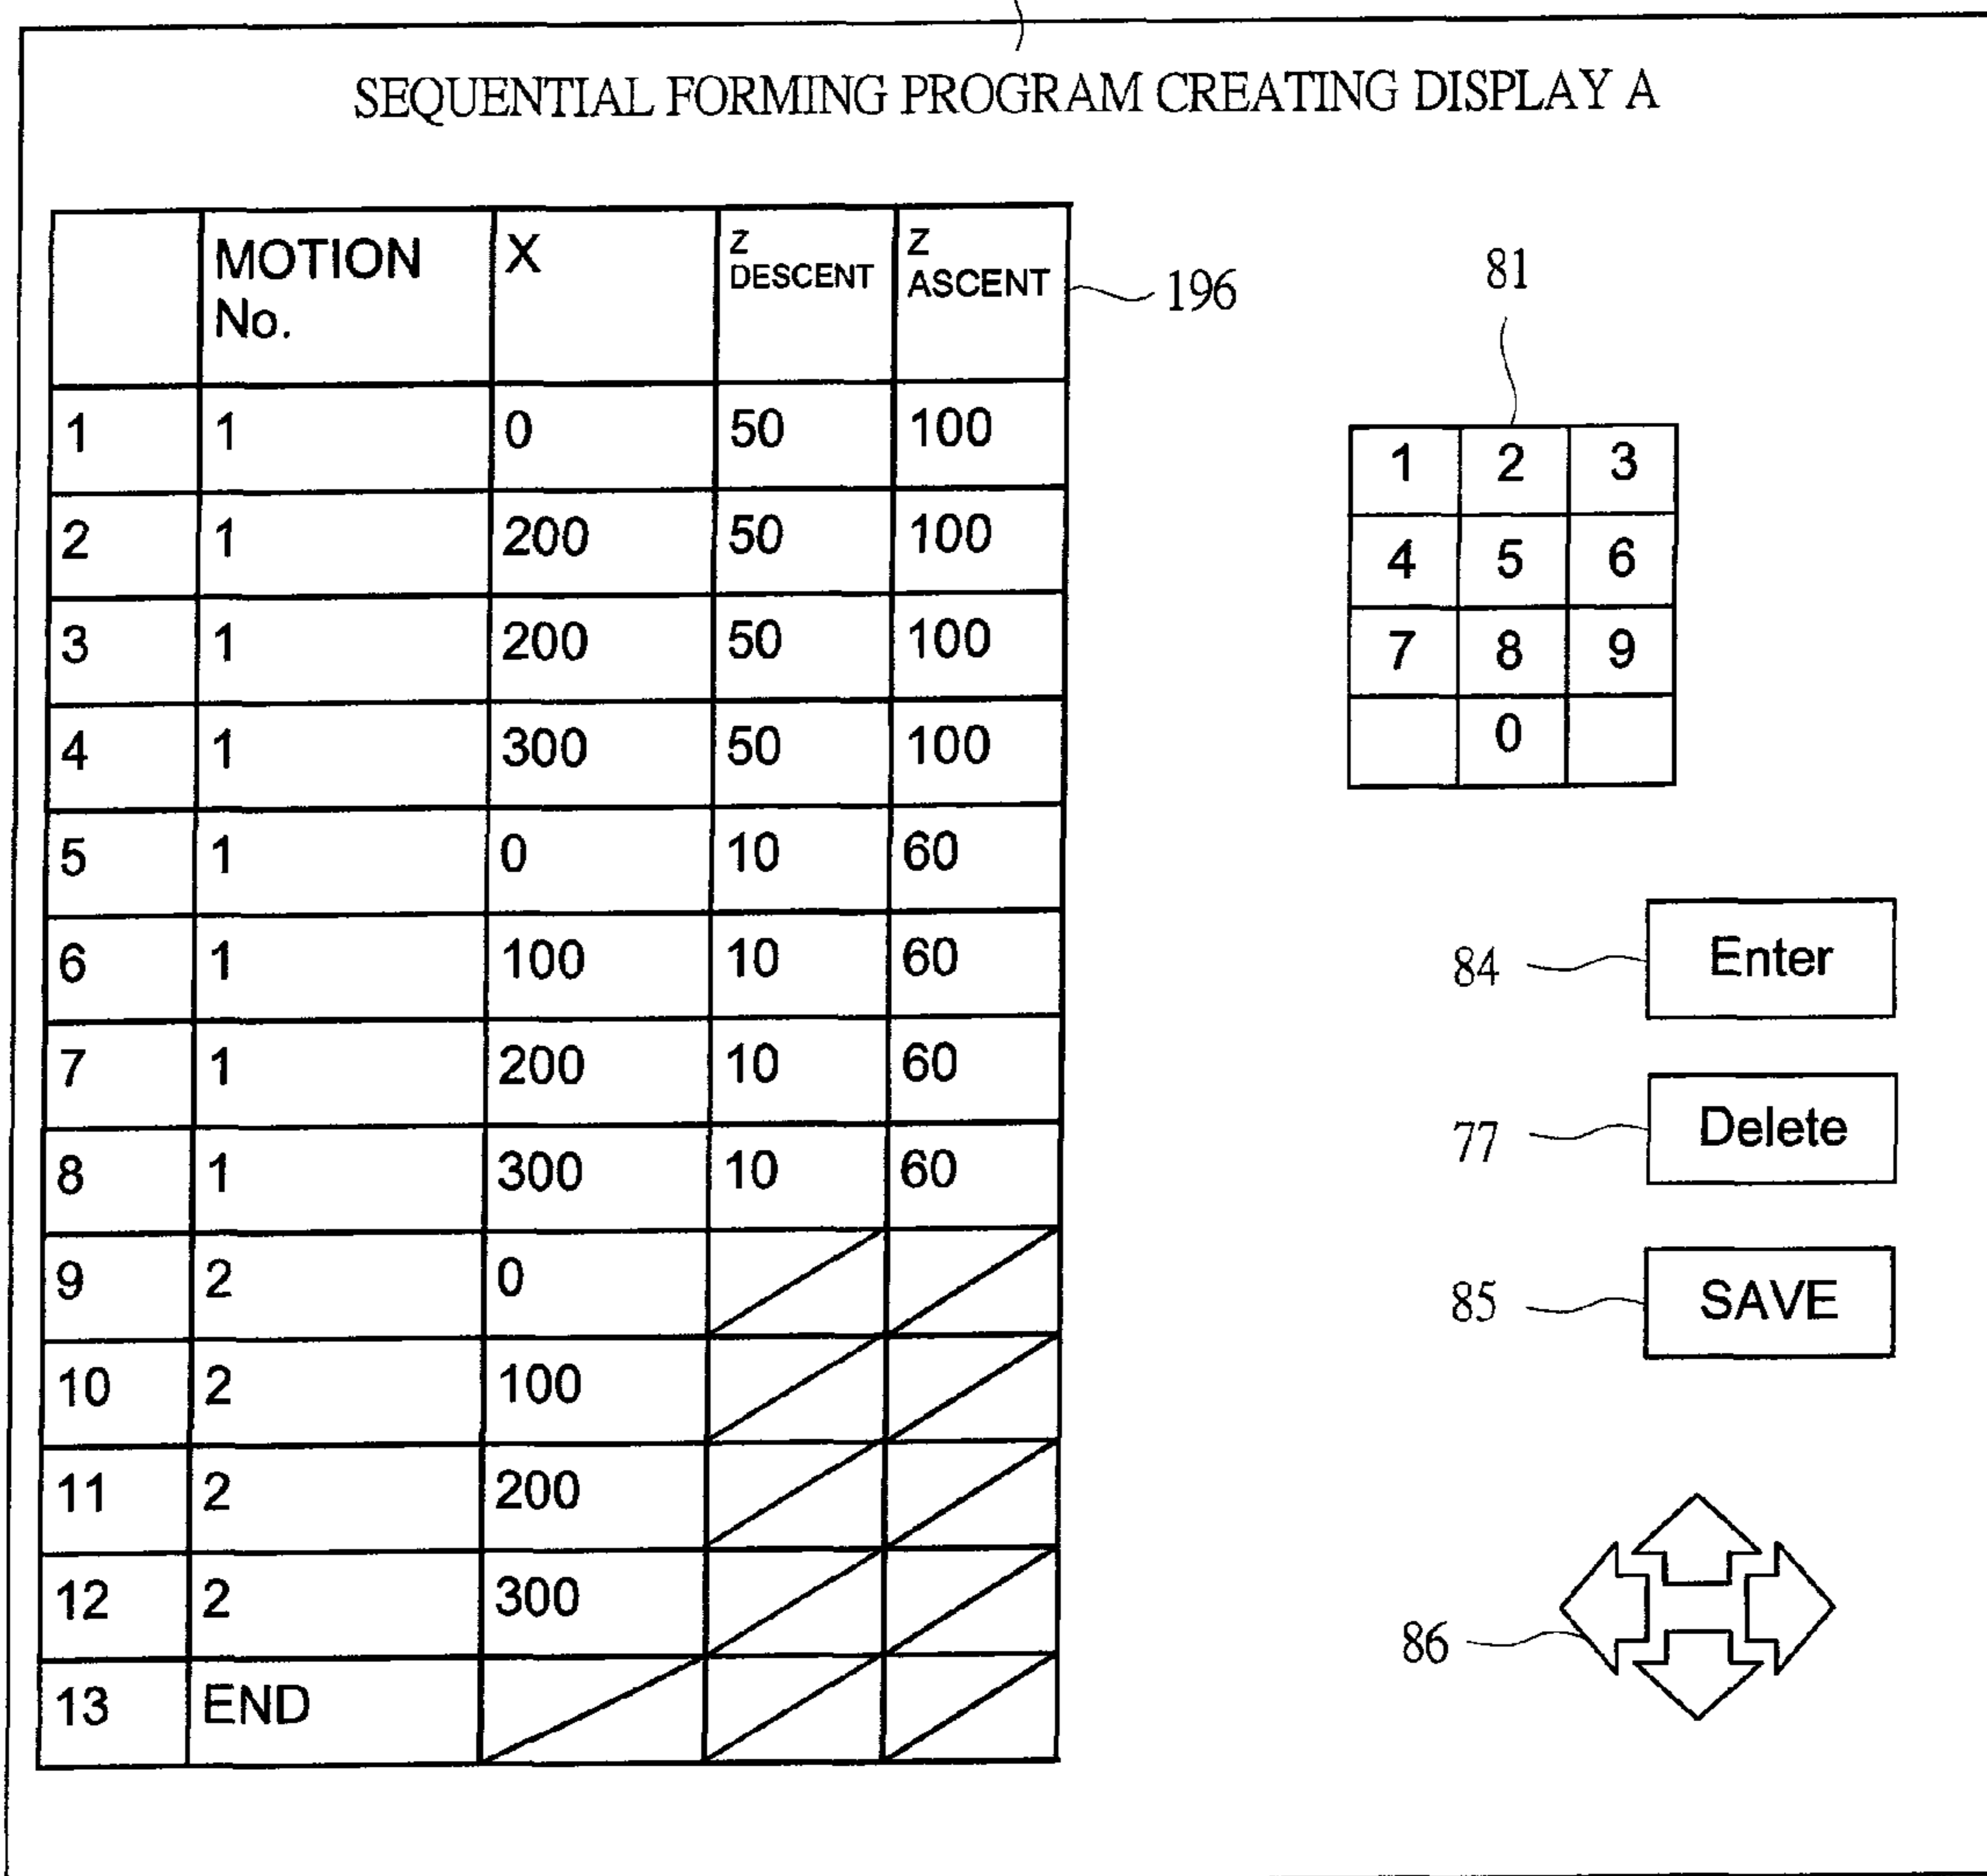 SEQUENTIAL FORMING PROGRAM CREATING DISPLAY A
MOTION No. X Z DESCENT Z ASCENT
196
1 1 0 50 100
2 1 200 50 100
3 1 200 50 100
4 1 300 50 100
5 1 0 10 60
6 1 100 10 60
7 1 200 10 60
8 1 300 10 60
9 2 0
10 2 100
11 2 200
12 2 300
13 END
81
1 2 3
4 5 6
7 8 9
0
84 Enter
77 Delete
85 SAVE
86